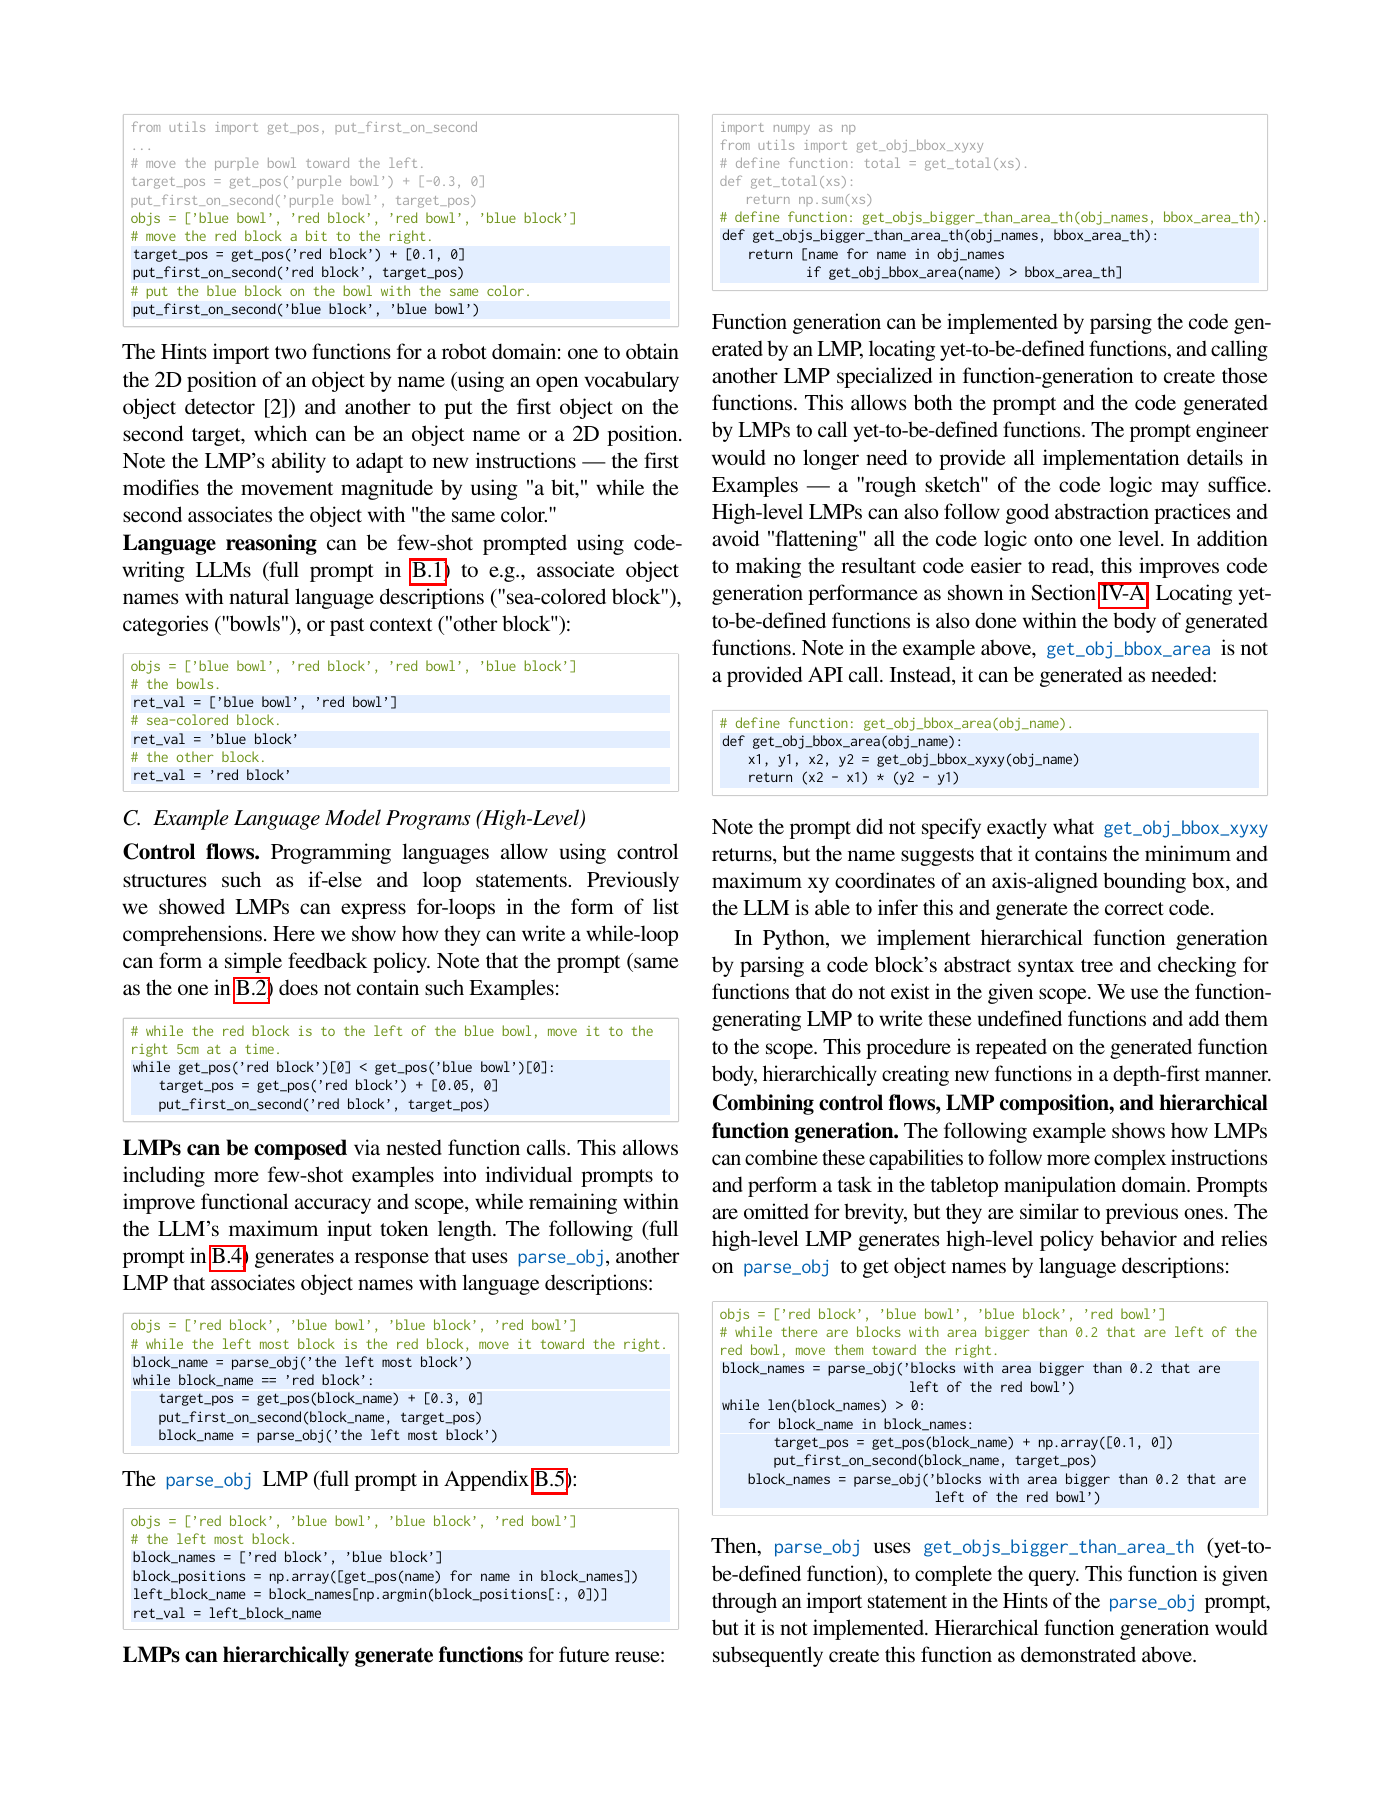 from utils import get_pos, put_first_on_second
...
# move the purple bowl toward the left.
target_pos = get_pos('purple bowl') + [-0.3, 0]
put_first_on_second('purple bowl', target_pos)
objs = ['blue bowl', 'red block', 'red bowl', 'blue block']
# move the red block a bit to the right.
target_pos = get_pos('red block') + [0.1, 0]
put_first_on_second('red block', target_pos)
# put the blue block on the bowl with the same color.
put_first_on_second('blue block', 'blue bowl')
The Hints import two functions for a robot domain: one to obtain
the 2D position of an object by name (using an open vocabulary
object detector [2]) and another to put the first object on the
second target, which can be an object name or a 2D position.
Note the LMP's ability to adapt to new instructions — the first
modifies the movement magnitude by using "a bit," while the
second associates the object with "the same color."
Language reasoning can be few-shot prompted using code-
writing LLMs (full prompt in B.1) to e.g., associate object
names with natural language descriptions ("sea-colored block"),
categories ("bowls"), or past context ("other block"):
objs = ['blue bowl', 'red block', 'red bowl', 'blue block']
# the bowls.
ret_val = ['blue bowl', 'red bowl']
# sea-colored block.
ret_val = 'blue block'
# the other block.
ret_val = 'red block'
C. Example Language Model Programs (High-Level)
Control flows. Programming languages allow using control
structures such as if-else and loop statements. Previously
we showed LMPs can express for-loops in the form of list
comprehensions. Here we show how they can write a while-loop
can form a simple feedback policy. Note that the prompt (same
as the one in B.2) does not contain such Examples:
# while the red block is to the left of the blue bowl, move it to the
right 5cm at a time.
while get_pos('red block')[0] < get_pos('blue bowl')[0]:
target_pos = get_pos('red block') + [0.05, 0]
put_first_on_second('red block', target_pos)
LMPs can be composed via nested function calls. This allows
including more few-shot examples into individual prompts to
improve functional accuracy and scope, while remaining within
the LLM's maximum input token length. The following (full
prompt in B.4) generates a response that uses parse_obj, another
LMP that associates object names with language descriptions:
objs = ['red block', 'blue bowl', 'blue block', 'red bowl']
# while the left most block is the red block, move it toward the right.
block_name = parse_obj('the left most block')
while block_name == 'red block':
target_pos = get_pos(block_name) + [0.3, 0]
put_first_on_second(block_name, target_pos)
block_name = parse_obj('the left most block')
The parse_obj LMP (full prompt in Appendix B.5):
objs = ['red block', 'blue bowl', 'blue block', 'red bowl']
# the left most block.
block_names = ['red block', 'blue block']
block_positions = np.array([get_pos(name) for name in block_names])
left_block_name = block_names[np.argmin(block_positions[:, 0])]
ret_val = left_block_name
LMPs can hierarchically generate functions for future reuse:
import numpy as np
from utils import get_obj_bbox_xyxy
# define function: total = get_total(xs).
def get_total(xs):
return np.sum(xs)
# define function: get_objs_bigger_than_area_th(obj_names, bbox_area_th).
def get_objs_bigger_than_area_th(obj_names, bbox_area_th):
return [name for name in obj_names
if get_obj_bbox_area(name) > bbox_area_th]
Function generation can be implemented by parsing the code gen-
erated by an LMP, locating yet-to-be-defined functions, and calling
another LMP specialized in function-generation to create those
functions. This allows both the prompt and the code generated
by LMPs to call yet-to-be-defined functions. The prompt engineer
would no longer need to provide all implementation details in
Examples — a "rough sketch" of the code logic may suffice.
High-level LMPs can also follow good abstraction practices and
avoid "flattening" all the code logic onto one level. In addition
to making the resultant code easier to read, this improves code
generation performance as shown in Section IV-A. Locating yet-
to-be-defined functions is also done within the body of generated
functions. Note in the example above, get_obj_bbox_area is not
a provided API call. Instead, it can be generated as needed:
# define function: get_obj_bbox_area(obj_name).
def get_obj_bbox_area(obj_name):
x1, y1, x2, y2 = get_obj_bbox_xyxy(obj_name)
return (x2 - x1) * (y2 - y1)
Note the prompt did not specify exactly what get_obj_bbox_xyxy
returns, but the name suggests that it contains the minimum and
maximum xy coordinates of an axis-aligned bounding box, and
the LLM is able to infer this and generate the correct code.
In Python, we implement hierarchical function generation
by parsing a code block's abstract syntax tree and checking for
functions that do not exist in the given scope. We use the function-
generating LMP to write these undefined functions and add them
to the scope. This procedure is repeated on the generated function
body, hierarchically creating new functions in a depth-first manner.
Combining control flows, LMP composition, and hierarchical
function generation. The following example shows how LMPs
can combine these capabilities to follow more complex instructions
and perform a task in the tabletop manipulation domain. Prompts
are omitted for brevity, but they are similar to previous ones. The
high-level LMP generates high-level policy behavior and relies
on parse_obj to get object names by language descriptions:
objs = ['red block', 'blue bowl', 'blue block', 'red bowl']
# while there are blocks with area bigger than 0.2 that are left of the
red bowl, move them toward the right.
block_names = parse_obj('blocks with area bigger than 0.2 that are
left of the red bowl')
while len(block_names) > 0:
for block_name in block_names:
target_pos = get_pos(block_name) + np.array([0.1, 0])
put_first_on_second(block_name, target_pos)
block_names = parse_obj('blocks with area bigger than 0.2 that are
left of the red bowl')
Then, parse_obj uses get_objs_bigger_than_area_th (yet-to-
be-defined function), to complete the query. This function is given
through an import statement in the Hints of the parse_obj prompt,
but it is not implemented. Hierarchical function generation would
subsequently create this function as demonstrated above.